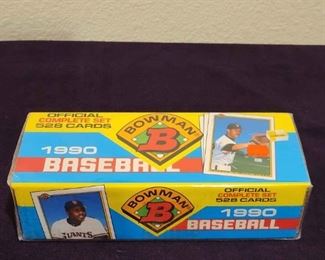 OFFICIAL
COMPLETE SET
528 CARDS
BOWMAN
B
1990
BASEBALL
BOWMAN
B
GIANTS
OFFICIAL
COMPLETE SET
528 CARDS
1990
BASEBALL